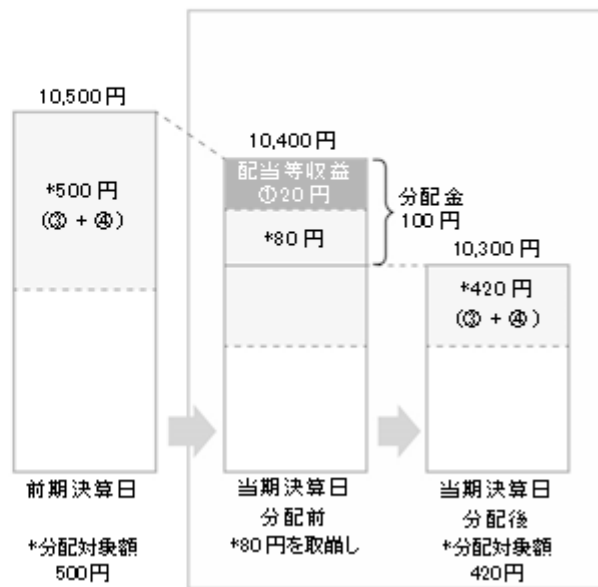 10,500円
*500円
(③ + ④)
10,400円
配当等収益
①20円
*80円
分配金
100円
10,300円
*420円
(③ + ④)
前期決算日
*分配対象額
500円
当期決算日
分配前
*80円を取崩し
当期決算日
分配後
*分配対象額
420円